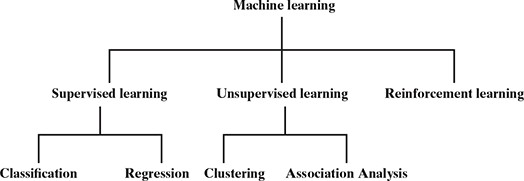 Machine learning
Supervised learning
Unsupervised learning
Reinforcement learning
Classification
Regression
Clustering
Association Analysis